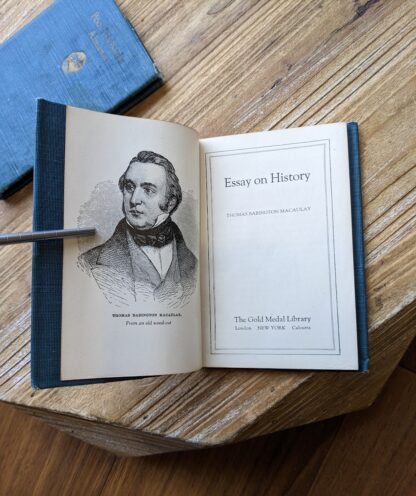 THOMAS BABINGTON MACAULAY.
From an old wood-cut
Essay on History
THOMAS BABINGTON MACAULAY
The Gold Medal Library
London NEW YORK Calcutta